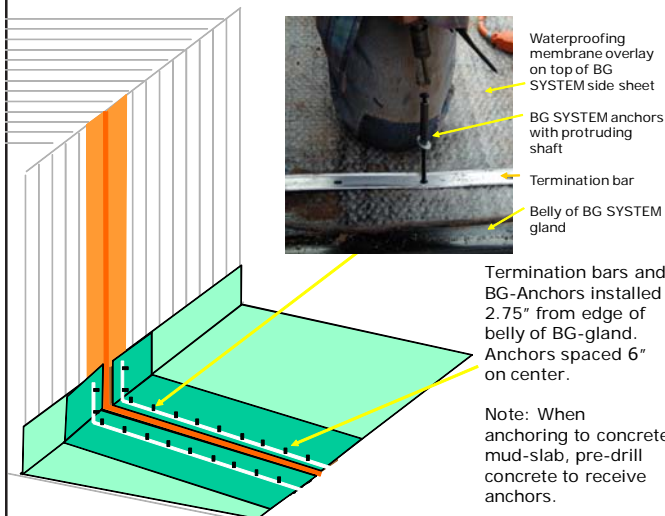 Waterproofing
membrane overlay
on top of BG
SYSTEM side sheet
BG SYSTEM anchors
with protruding
shaft
Termination bar
Belly of BG SYSTEM
gland
Termination bars and
BG-Anchors installed
2.75” from edge of
belly of BG-gland.
Anchors spaced 6”
on center.
Note: When
anchoring to concrete
mud-slab, pre-drill
concrete to receive
anchors.